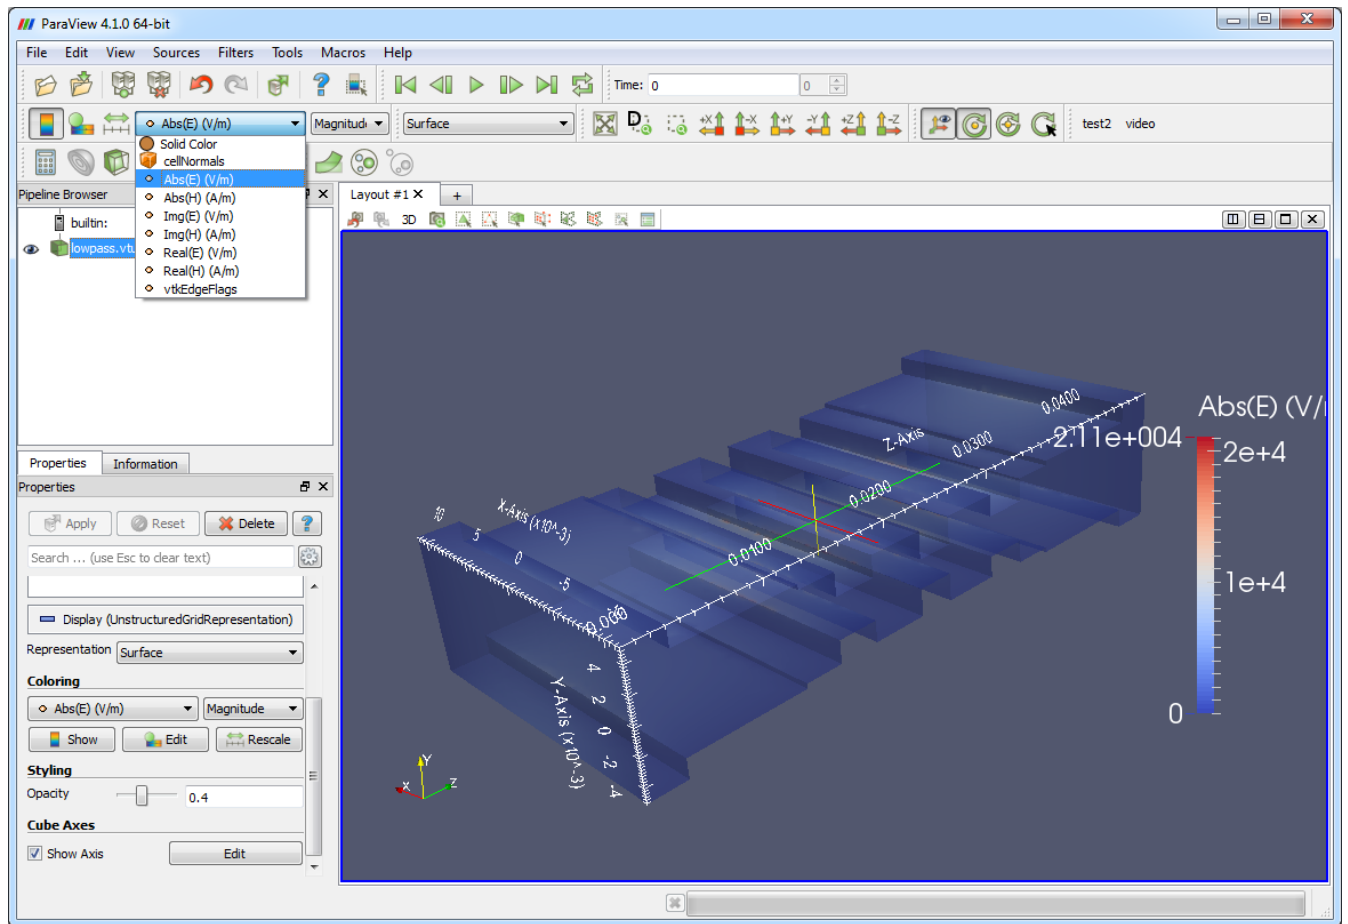 ParaView 4.1.0 64-bit
File Edit View Sources Filters Tools Macros Help
Time: 0 0
Abs(E) (V/m) Surface test2 video
Solid Color
cellNormals
Abs(E) (V/m)
Abs(H) (A/m)
Img(E) (V/m)
Img(H) (A/m)
Real(E) (V/m)
Real(H) (A/m)
vtkEdgeFlags
Pipeline Browser
builtin:
Layout #1 +
3D
Properties Information
Properties
Apply Reset Delete ?
Search ... (use Esc to clear text)
Display (UnstructuredGridRepresentation)
Representation Surface
Coloring
Abs(E) (V/m) Magnitude
Show Edit Rescale
Styling
Opacity 0.4
Cube Axes
Show Axis Edit
0.0400
Z-Axis 0.0300
0.0200
0.0100
0.000
X-Axis (x10^-3)
10 5 0 -5
Y-Axis (x10^-3)
4 2 0 -2 -4
Y
X Z
Abs(E) (V/
2.11e+004
2e+4
1e+4
0